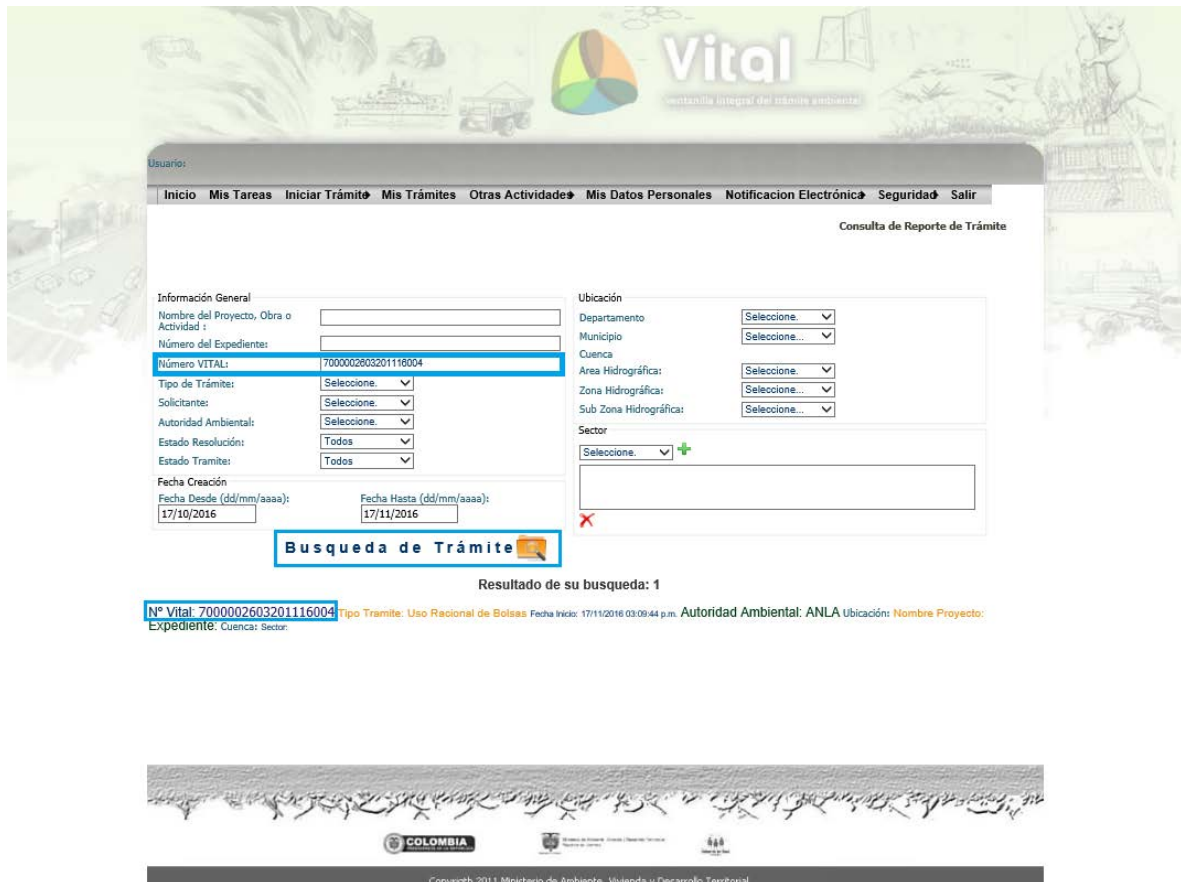 Vital
ventanilla integral del trámite ambiental
Usuario:
Inicio Mis Tareas Iniciar Trámite Mis Trámites Otras Actividades Mis Datos Personales Notificacion Electrónica Seguridad Salir
Consulta de Reporte de Trámite
Información General
Nombre del Proyecto, Obra o
Actividad :
Número del Expediente:
Número VITAL: 7000002603201116004
Tipo de Trámite: Seleccione.
Solicitante: Seleccione.
Autoridad Ambiental: Seleccione.
Estado Resolución: Todos
Estado Tramite: Todos
Fecha Creación
Fecha Desde (dd/mm/aaaa): Fecha Hasta (dd/mm/aaaa):
17/10/2016 17/11/2016
Ubicación
Departamento Seleccione.
Municipio Seleccione...
Cuenca
Area Hidrográfica: Seleccione.
Zona Hidrográfica: Seleccione...
Sub Zona Hidrográfica: Seleccione...
Sector
Seleccione.
Busqueda de Trámite
Resultado de su busqueda: 1
Nº Vital: 7000002603201116004 Tipo Tramite: Uso Racional de Bolsas Fecha Inicio: 17/11/2016 03:09:44 p.m. Autoridad Ambiental: ANLA Ubicación: Nombre Proyecto:
Expediente: Cuenca: Sector:
COLOMBIA
Copyrigth 2011 Ministerio de Ambiente, Vivienda y Desarrollo Territorial